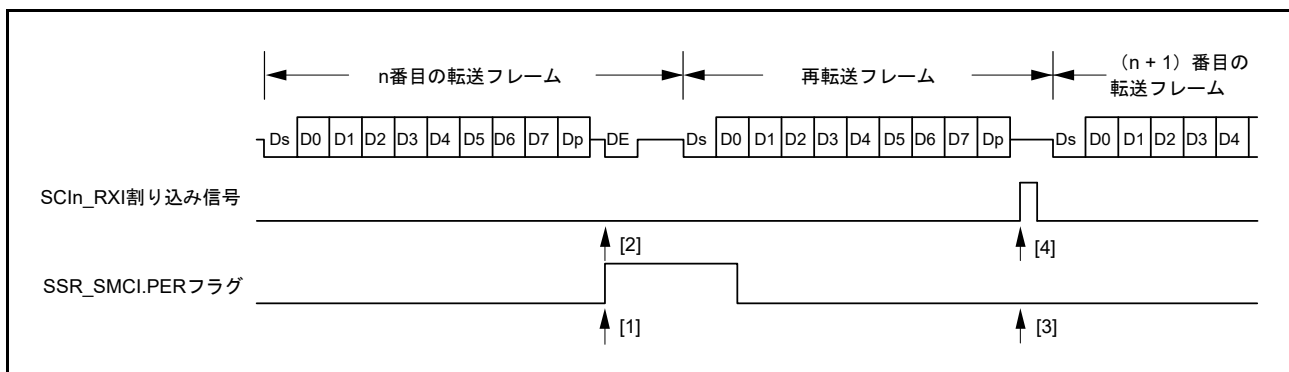 n番目の転送フレーム
再転送フレーム
（n + 1）番目の
転送フレーム
Ds D0 D1 D2 D3 D4 D5 D6 D7 Dp DE Ds D0 D1 D2 D3 D4 D5 D6 D7 Dp Ds D0 D1 D2 D3 D4
SCIn_RXI割り込み信号
[2] [4]
SSR_SMCI.PERフラグ
[1] [3]